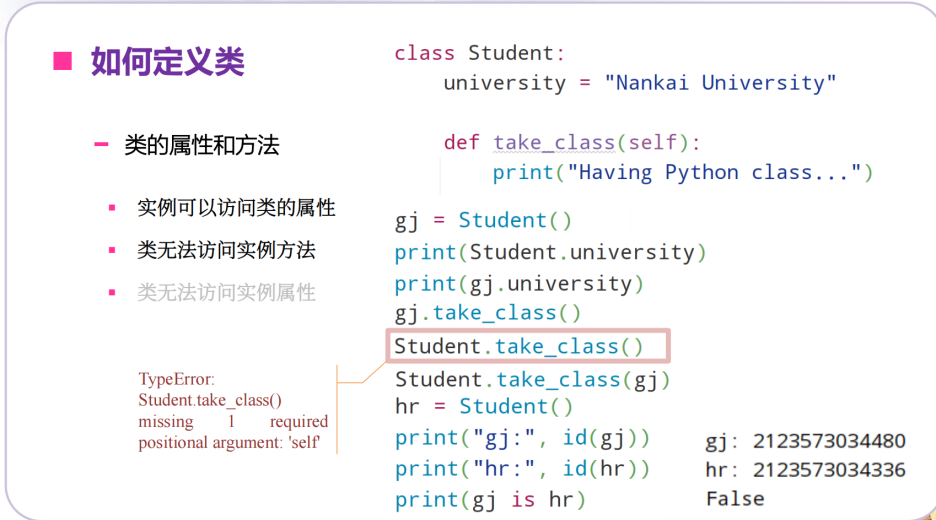 如何定义类
类的属性和方法
实例可以访问类的属性
类无法访问实例方法
类无法访问实例属性
TypeError:
Student.take_class()
missing 1 required
positional argument: 'self'
class Student:
    university = "Nankai University"
    def take_class(self):
        print("Having Python class...")
gj = Student()
print(Student.university)
print(gj.university)
gj.take_class()
Student.take_class()
Student.take_class(gj)
hr = Student()
print("gj:", id(gj))
print("hr:", id(hr))
print(gj is hr)
gj: 2123573034480
hr: 2123573034336
False